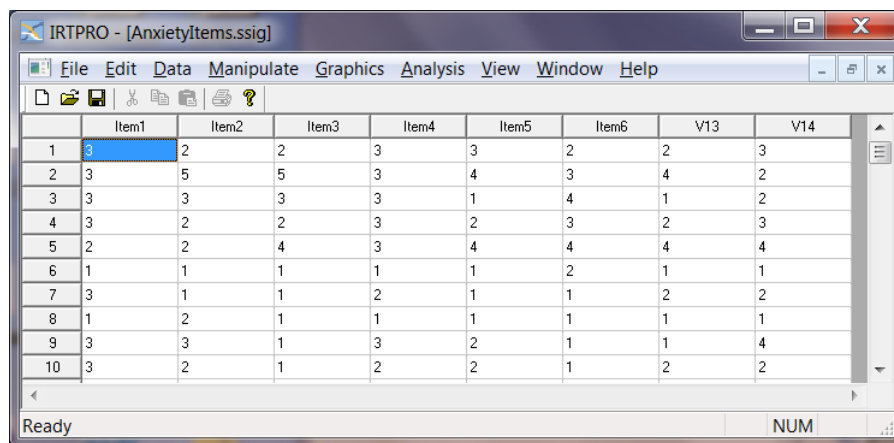 IRTPRO - [AnxietyItems.ssig]
File Edit Data Manipulate Graphics Analysis View Window Help
Item1 Item2 Item3 Item4 Item5 Item6 V13 V14
1 3 2 2 3 3 2 2 3
2 3 5 5 3 4 3 4 2
3 3 3 3 3 1 4 1 2
4 3 2 2 3 2 3 2 3
5 2 2 4 3 4 4 4 4
6 1 1 1 1 1 2 1 1
7 3 1 1 2 1 1 2 2
8 1 2 1 1 1 1 1 1
9 3 3 1 3 2 1 1 4
10 3 2 1 2 2 1 2 2
Ready NUM